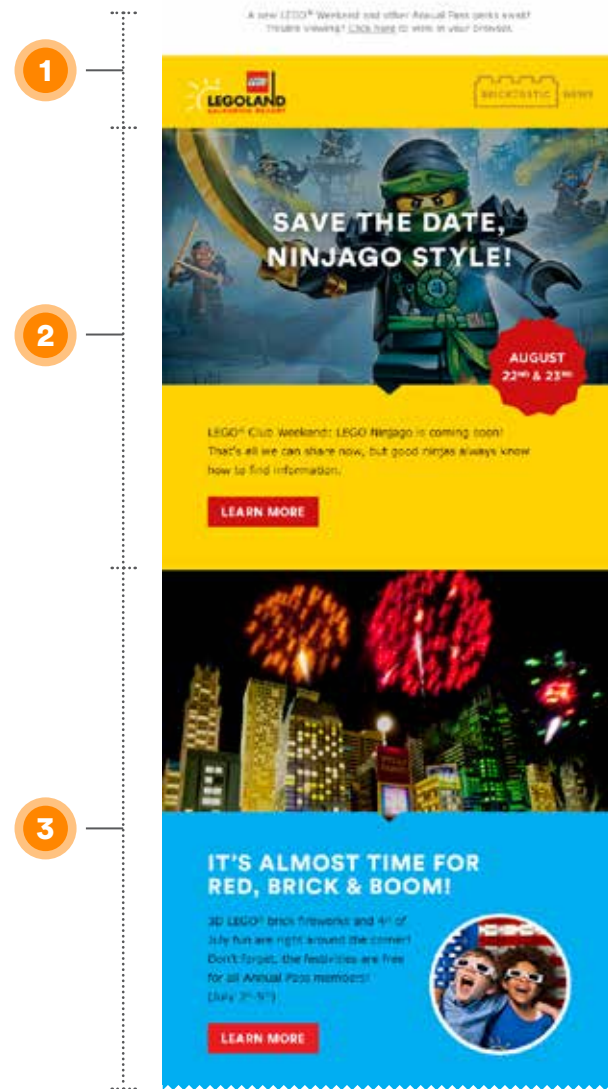 A new LEGO® Weekend and other Annual Pass perks await!
Trouble viewing? Click here to view in your browser.
1
LEGO
LEGOLAND
CALIFORNIA RESORT
BRICKTASTIC NEWS
SAVE THE DATE,
NINJAGO STYLE!
2
AUGUST
22ND & 23RD
LEGO® Club Weekend: LEGO Ninjago is coming soon!
That's all we can share now, but good ninjas always know
how to find information.
LEARN MORE
3
IT'S ALMOST TIME FOR
RED, BRICK & BOOM!
3D LEGO® brick fireworks and 4th of
July fun are right around the corner!
Don't forget, the festivities are free
for all Annual Pass members!
(July 2nd-5th)
LEARN MORE